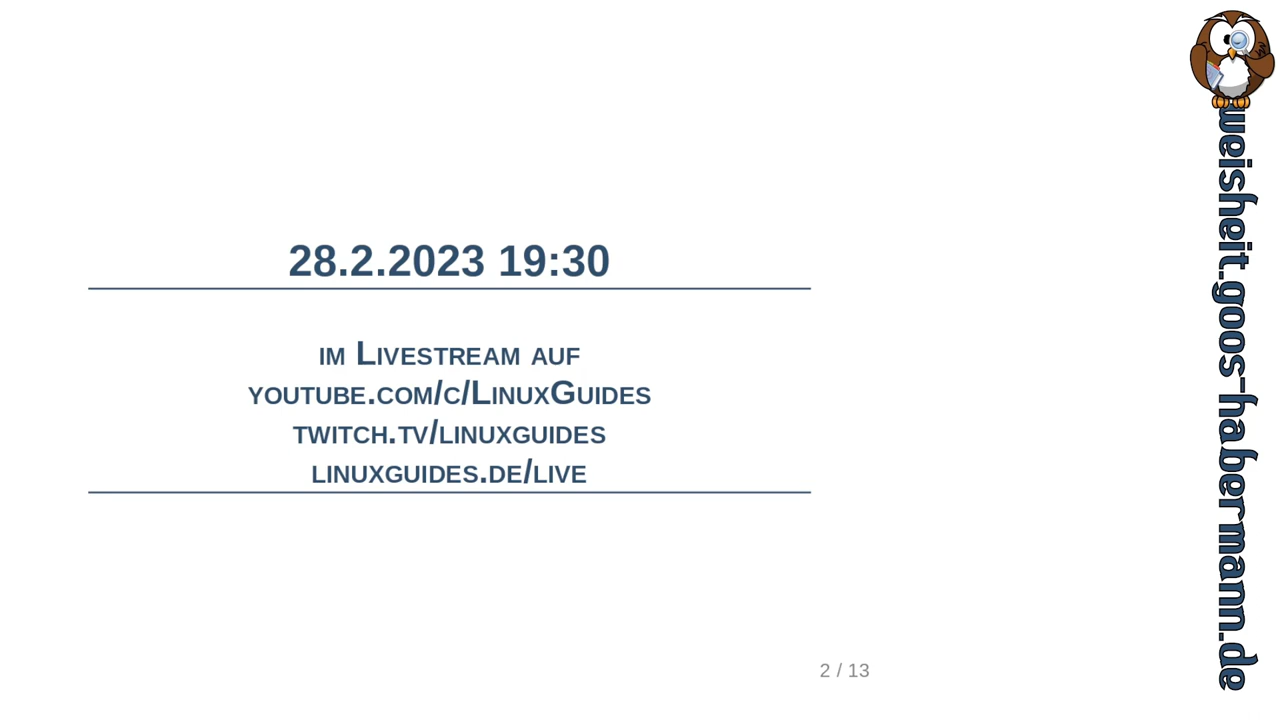 28.2.2023 19:30
im Livestream auf
youtube.com/c/LinuxGuides
twitch.tv/linuxguides
linuxguides.de/live
2 / 13
weisheit.goos-habermann.de